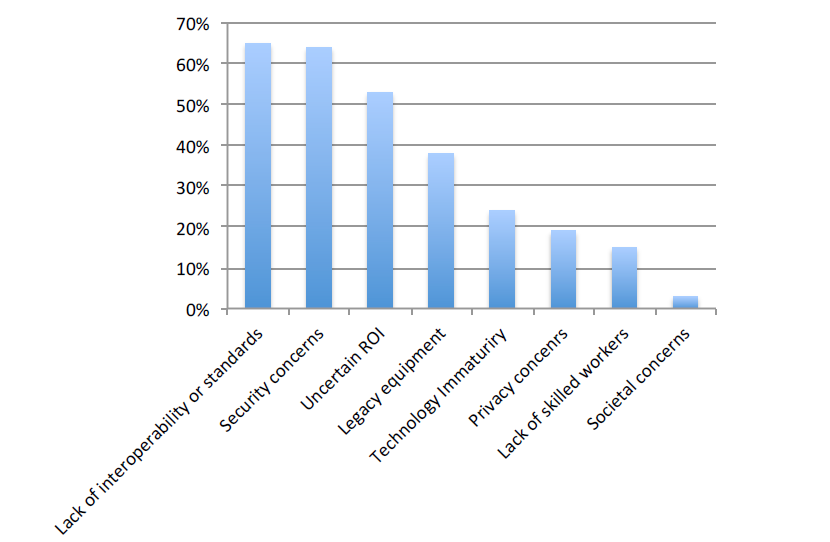 70%
60%
50%
40%
30%
20%
10%
0%
Lack of interoperability or standards
Security concerns
Uncertain ROI
Legacy equipment
Technology Immaturiry
Privacy concenrs
Lack of skilled workers
Societal concerns